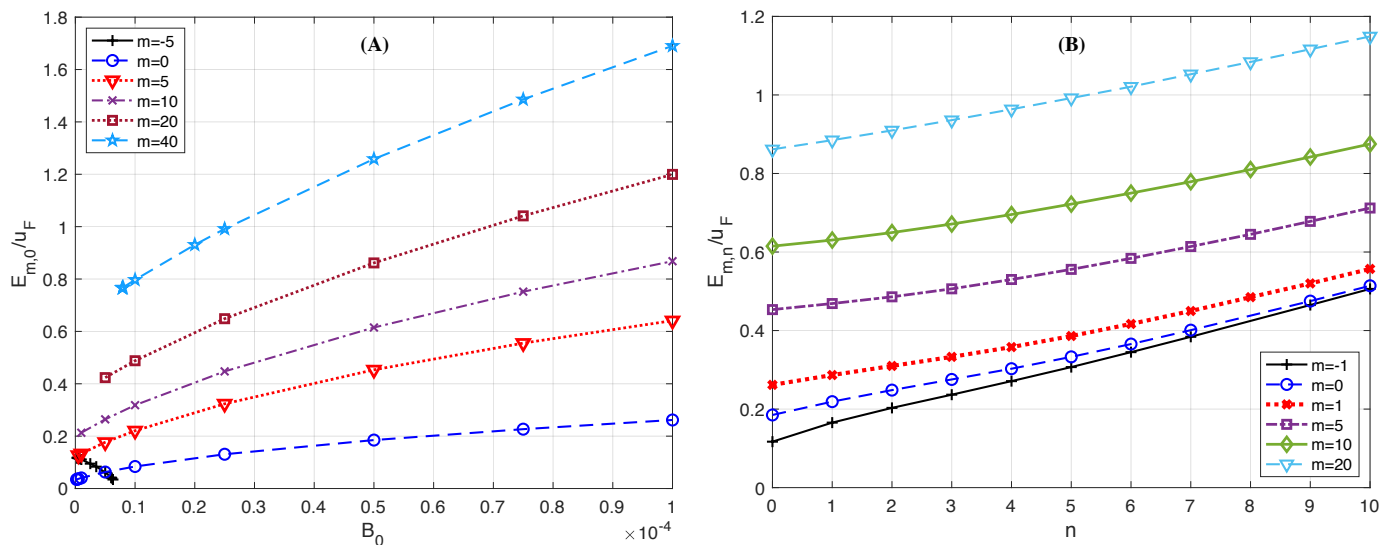 (A)
m=-5
m=0
m=5
m=10
m=20
m=40
1.8
1.6
1.4
1.2
1
0.8
0.6
0.4
0.2
0
E_{m,0}/u_F
0 0.1 0.2 0.3 0.4 0.5 0.6 0.7 0.8 0.9 1
B_0
×10^{-4}
(B)
1.2
1
0.8
0.6
0.4
0.2
0
E_{m,n}/u_F
m=-1
m=0
m=1
m=5
m=10
m=20
0 1 2 3 4 5 6 7 8 9 10
n